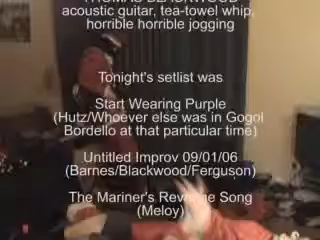 THOMAS BLACKWOOD
acoustic guitar, tea-towel whip,
horrible horrible jogging
Tonight's setlist was
Start Wearing Purple
(Hutz/Whoever else was in Gogol
Bordello at that particular time)
Untitled Improv 09/01/06
(Barnes/Blackwood/Ferguson)
The Mariner's Revenge Song
(Meloy)